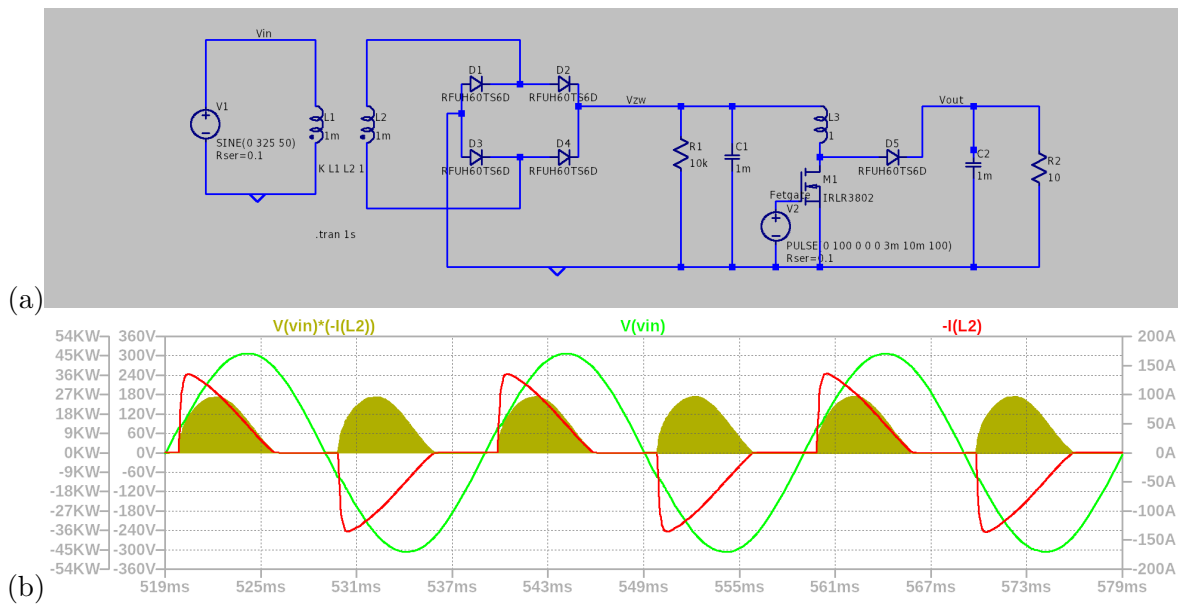 Vin
V1
SINE(0 325 50)
Rser=0.1
L1
1m
L2
1m
K L1 L2 1
.tran 1s
D1
RFUH60TS6D
D2
RFUH60TS6D
D3
RFUH60TS6D
D4
RFUH60TS6D
Vzw
R1
10k
C1
1m
L3
1
D5
RFUH60TS6D
M1
IRLR3802
Fetgate
V2
PULSE(0 100 0 0 0 3m 10m 100)
Rser=0.1
Vout
C2
1m
R2
10
(a)
V(vin)*(-I(L2)) V(vin) -I(L2)
54KW 360V 200A
45KW 300V
36KW 240V 150A
27KW 180V 100A
18KW 120V
9KW 60V 50A
0KW 0V 0A
-9KW -60V
-18KW -120V -50A
-27KW -180V -100A
-36KW -240V
-45KW -300V -150A
-54KW -360V -200A
519ms 525ms 531ms 537ms 543ms 549ms 555ms 561ms 567ms 573ms 579ms
(b)